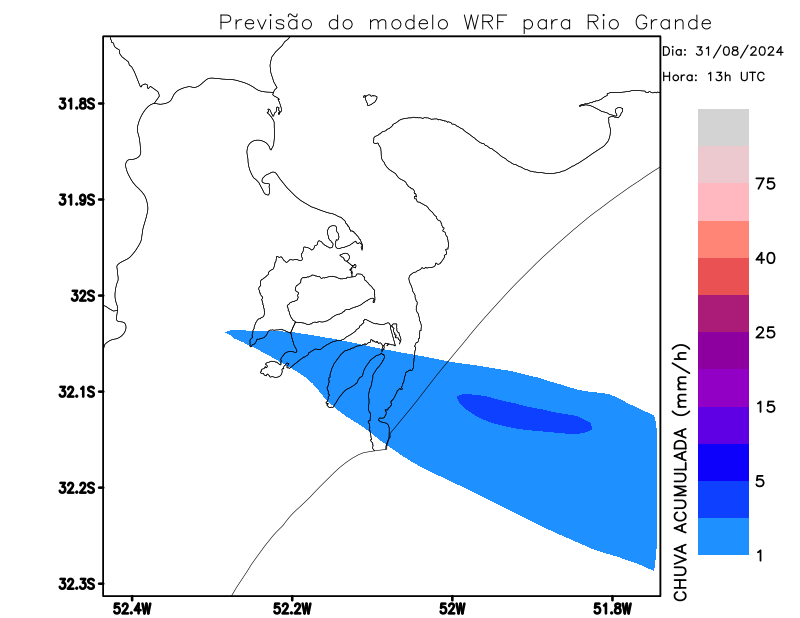 Previsão do modelo WRF para Rio Grande
Dia: 31/08/2024
Hora: 13h UTC
31.8S
31.9S
32S
32.1S
32.2S
32.3S
52.4W
52.2W
52W
51.8W
75
40
25
15
5
1
CHUVA ACUMULADA (mm/h)